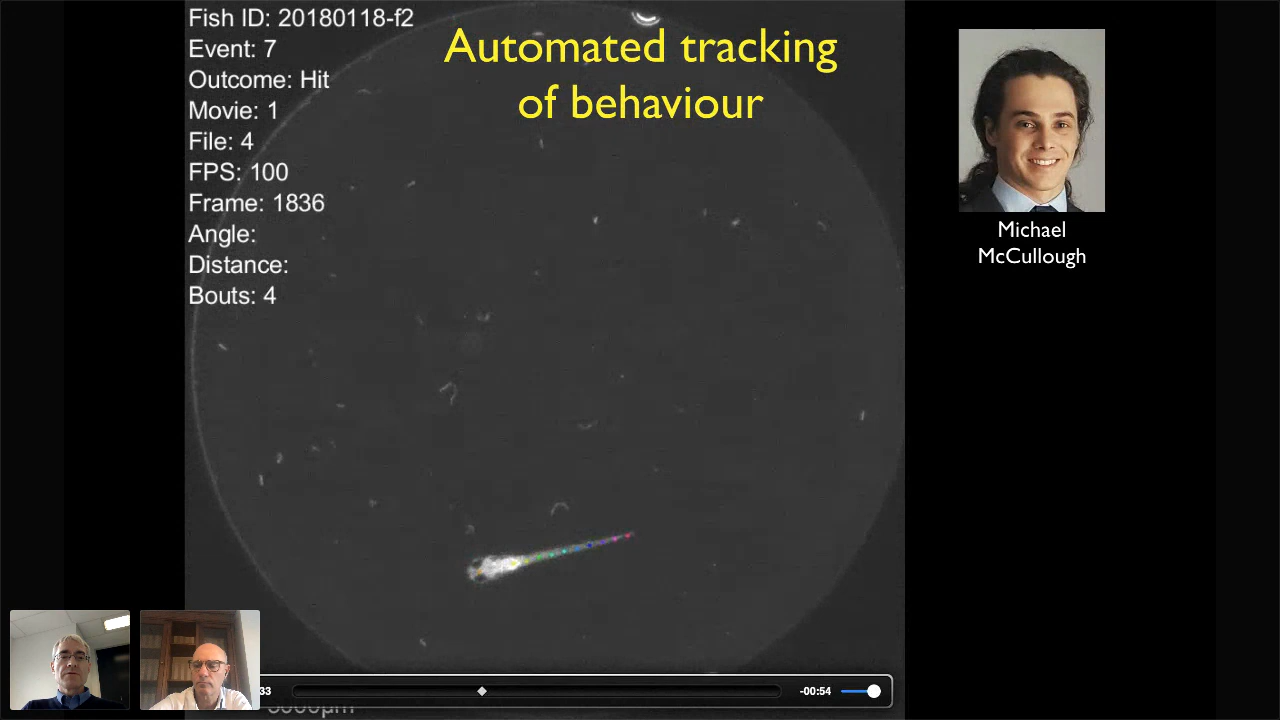 Fish ID: 20180118-f2
Event: 7
Outcome: Hit
Movie: 1
File: 4
FPS: 100
Frame: 1836
Angle:
Distance:
Bouts: 4
Automated tracking
of behaviour
Michael
McCullough
33
-00:54